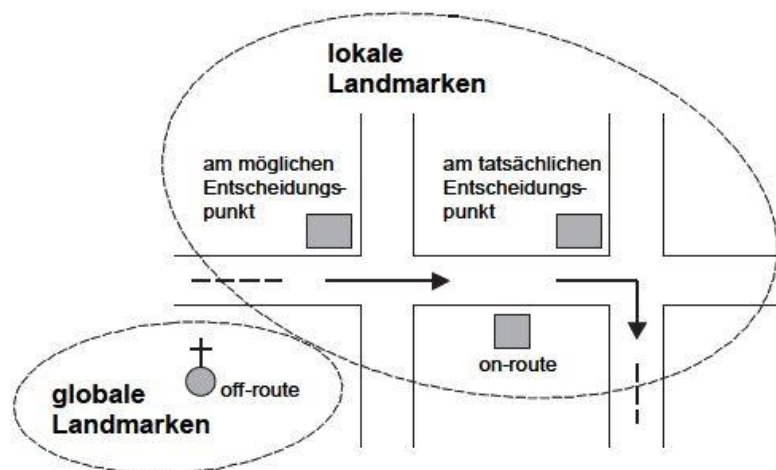 lokale
Landmarken
am möglichen
Entscheidungs-
punkt
am tatsächlichen
Entscheidungs-
punkt
on-route
globale
Landmarken
off-route